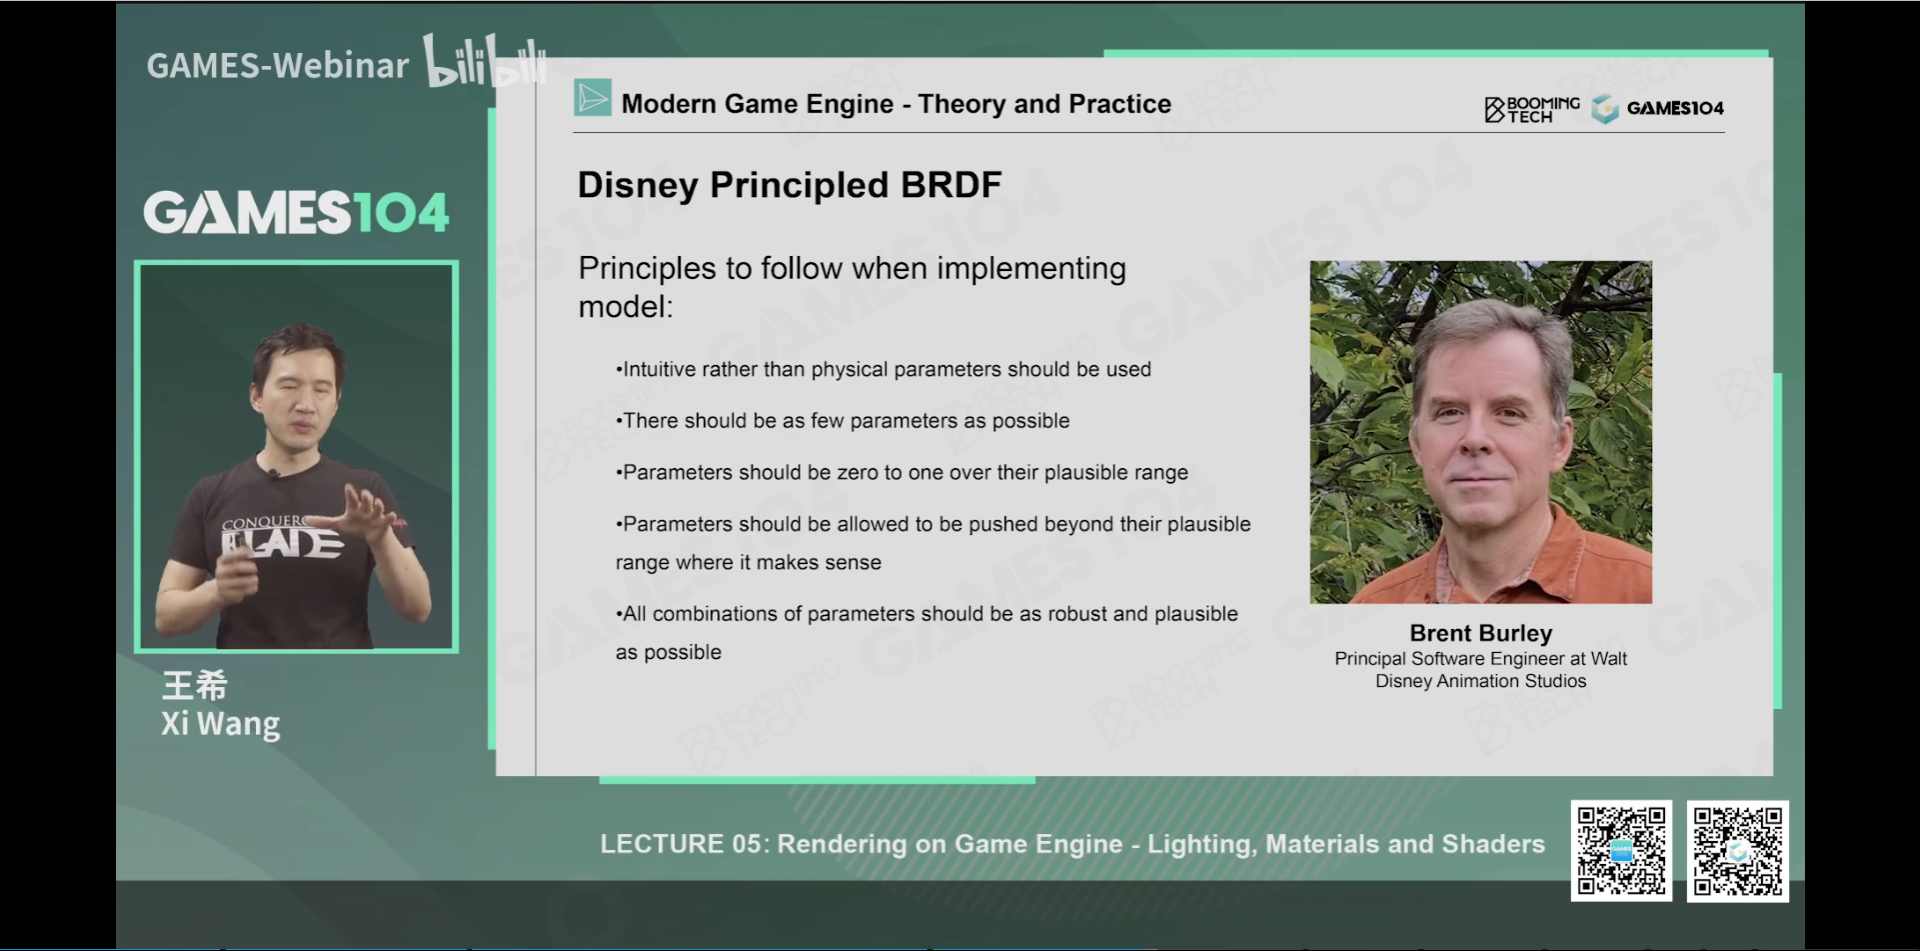 GAMES-Webinar bilibili
Modern Game Engine - Theory and Practice
BOOMING TECH
GAMES104
GAMES104
Disney Principled BRDF
Principles to follow when implementing
model:
•Intuitive rather than physical parameters should be used
•There should be as few parameters as possible
•Parameters should be zero to one over their plausible range
•Parameters should be allowed to be pushed beyond their plausible
range where it makes sense
•All combinations of parameters should be as robust and plausible
as possible
Brent Burley
Principal Software Engineer at Walt
Disney Animation Studios
王希
Xi Wang
LECTURE 05: Rendering on Game Engine - Lighting, Materials and Shaders